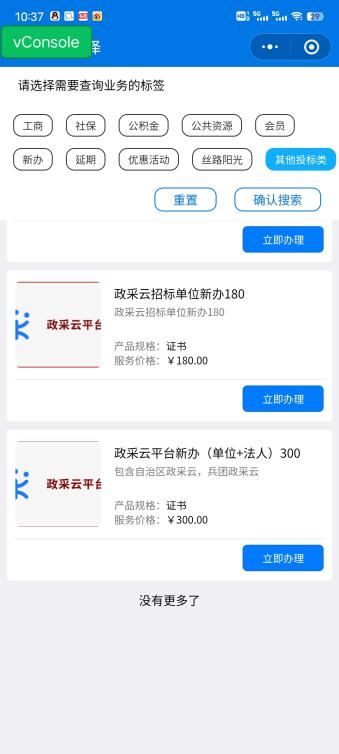 10:37
29
vConsole
择
请选择需要查询业务的标签
工商 社保 公积金 公共资源 会员
新办 延期 优惠活动 丝路阳光 其他投标类
重置 确认搜索
立即办理
政采云平台
政采云招标单位新办180
政采云招标单位新办180
产品规格：证书
服务价格：￥180.00
立即办理
政采云平台
政采云平台新办（单位+法人）300
包含自治区政采云，兵团政采云
产品规格：证书
服务价格：￥300.00
立即办理
没有更多了